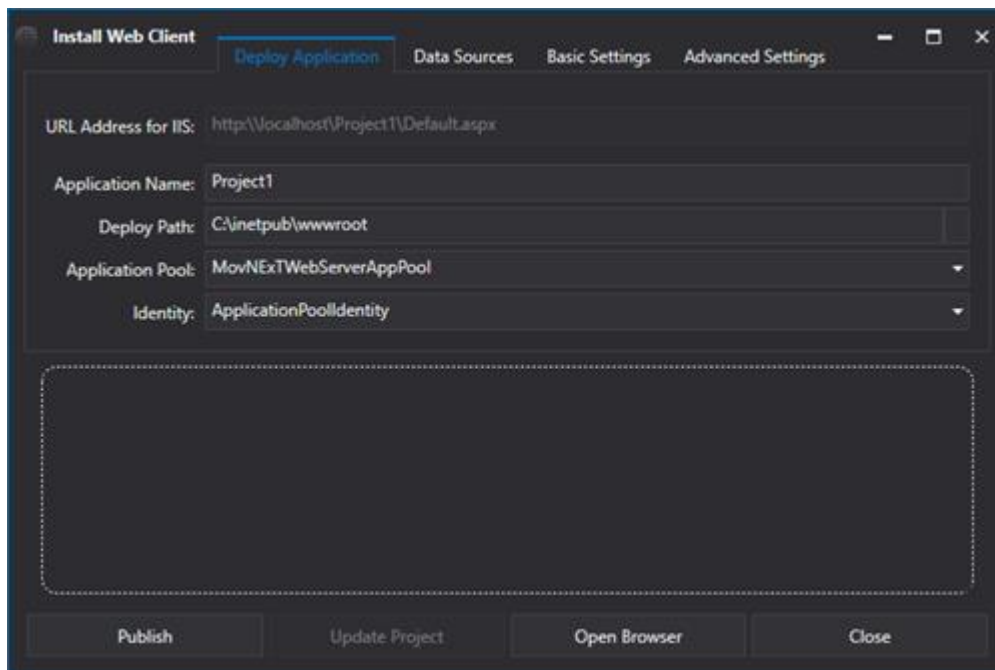 Install Web Client
Deploy Application Data Sources Basic Settings Advanced Settings
URL Address for IIS: http:\\localhost\Project1\Default.aspx
Application Name: Project1
Deploy Path: C:\inetpub\wwwroot
Application Pool: MovNExTWebServerAppPool
Identity: ApplicationPoolIdentity
Publish Update Project Open Browser Close